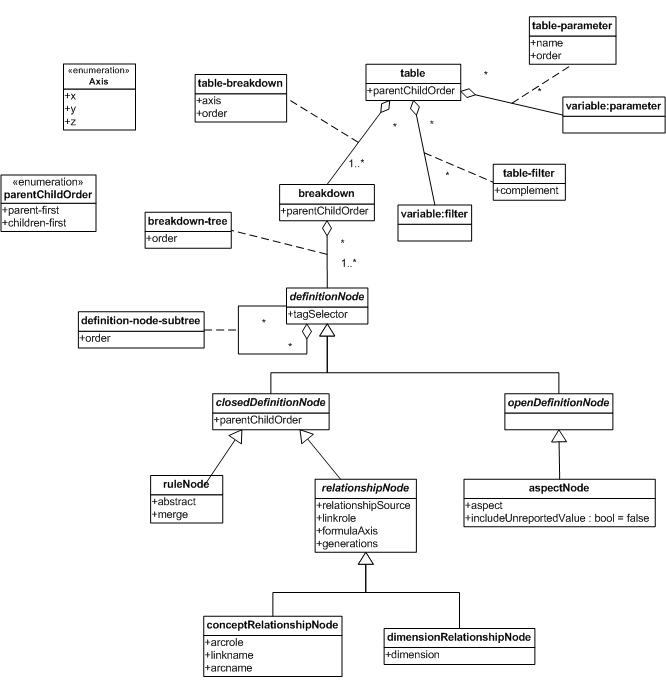 table-parameter
+name
+order
«enumeration»
Axis
+x
+y
+z
table-breakdown
+axis
+order
table
+parentChildOrder
*
*
variable:parameter
*
*
1..*
*
table-filter
+complement
«enumeration»
parentChildOrder
+parent-first
+children-first
breakdown
+parentChildOrder
variable:filter
breakdown-tree
+order
*
1..*
definitionNode
+tagSelector
definition-node-subtree
+order
*
*
closedDefinitionNode
+parentChildOrder
openDefinitionNode
ruleNode
+abstract
+merge
relationshipNode
+relationshipSource
+linkrole
+formulaAxis
+generations
aspectNode
+aspect
+includeUnreportedValue : bool = false
conceptRelationshipNode
+arcrole
+linkname
+arcname
dimensionRelationshipNode
+dimension